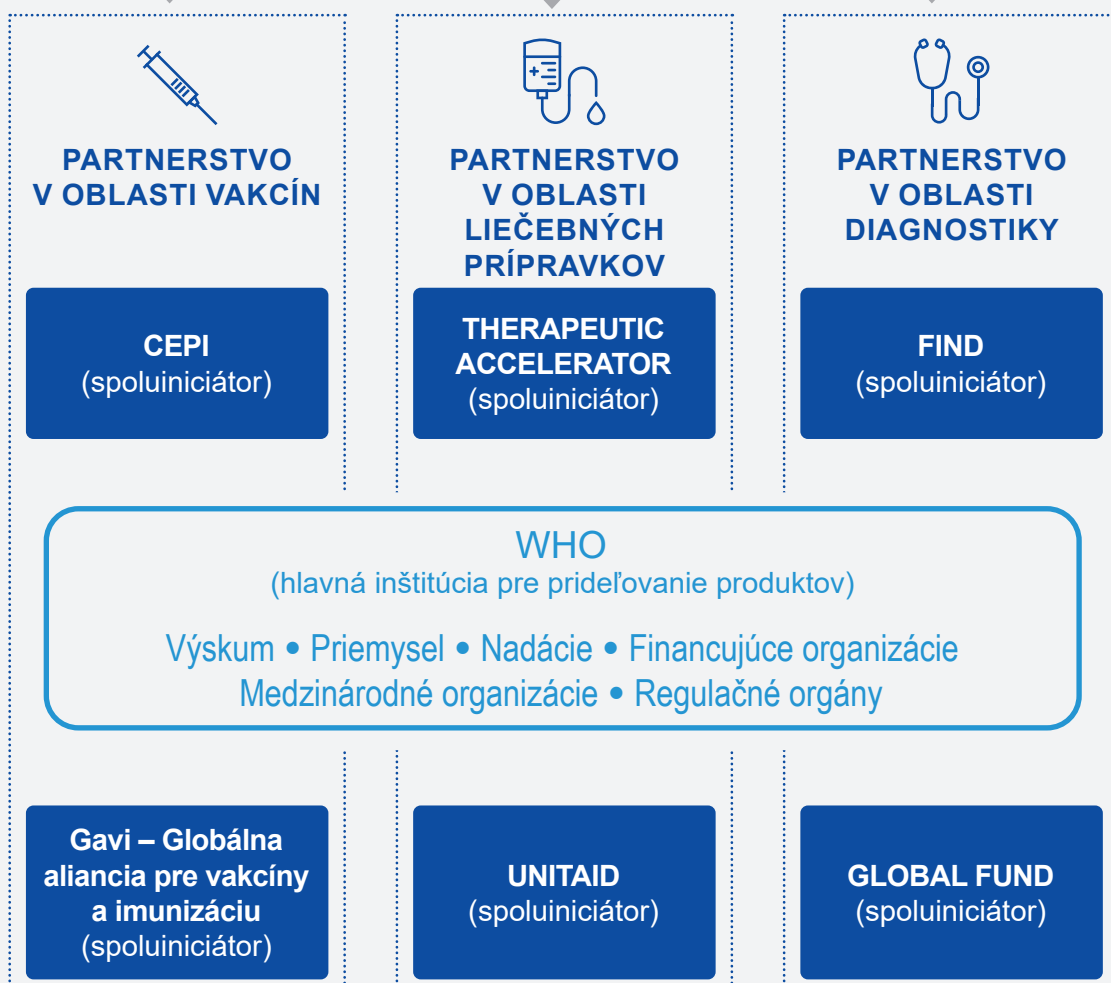 PARTNERSTVO
V OBLASTI VAKCÍN
PARTNERSTVO
V OBLASTI
LIEČEBNÝCH
PRÍPRAVKOV
PARTNERSTVO
V OBLASTI
DIAGNOSTIKY
CEPI
(spoluiniciátor)
THERAPEUTIC
ACCELERATOR
(spoluiniciátor)
FIND
(spoluiniciátor)
WHO
(hlavná inštitúcia pre prideľovanie produktov)
Výskum • Priemysel • Nadácie • Financujúce organizácie
Medzinárodné organizácie • Regulačné orgány
Gavi – Globálna
aliancia pre vakcíny
a imunizáciu
(spoluiniciátor)
UNITAID
(spoluiniciátor)
GLOBAL FUND
(spoluiniciátor)